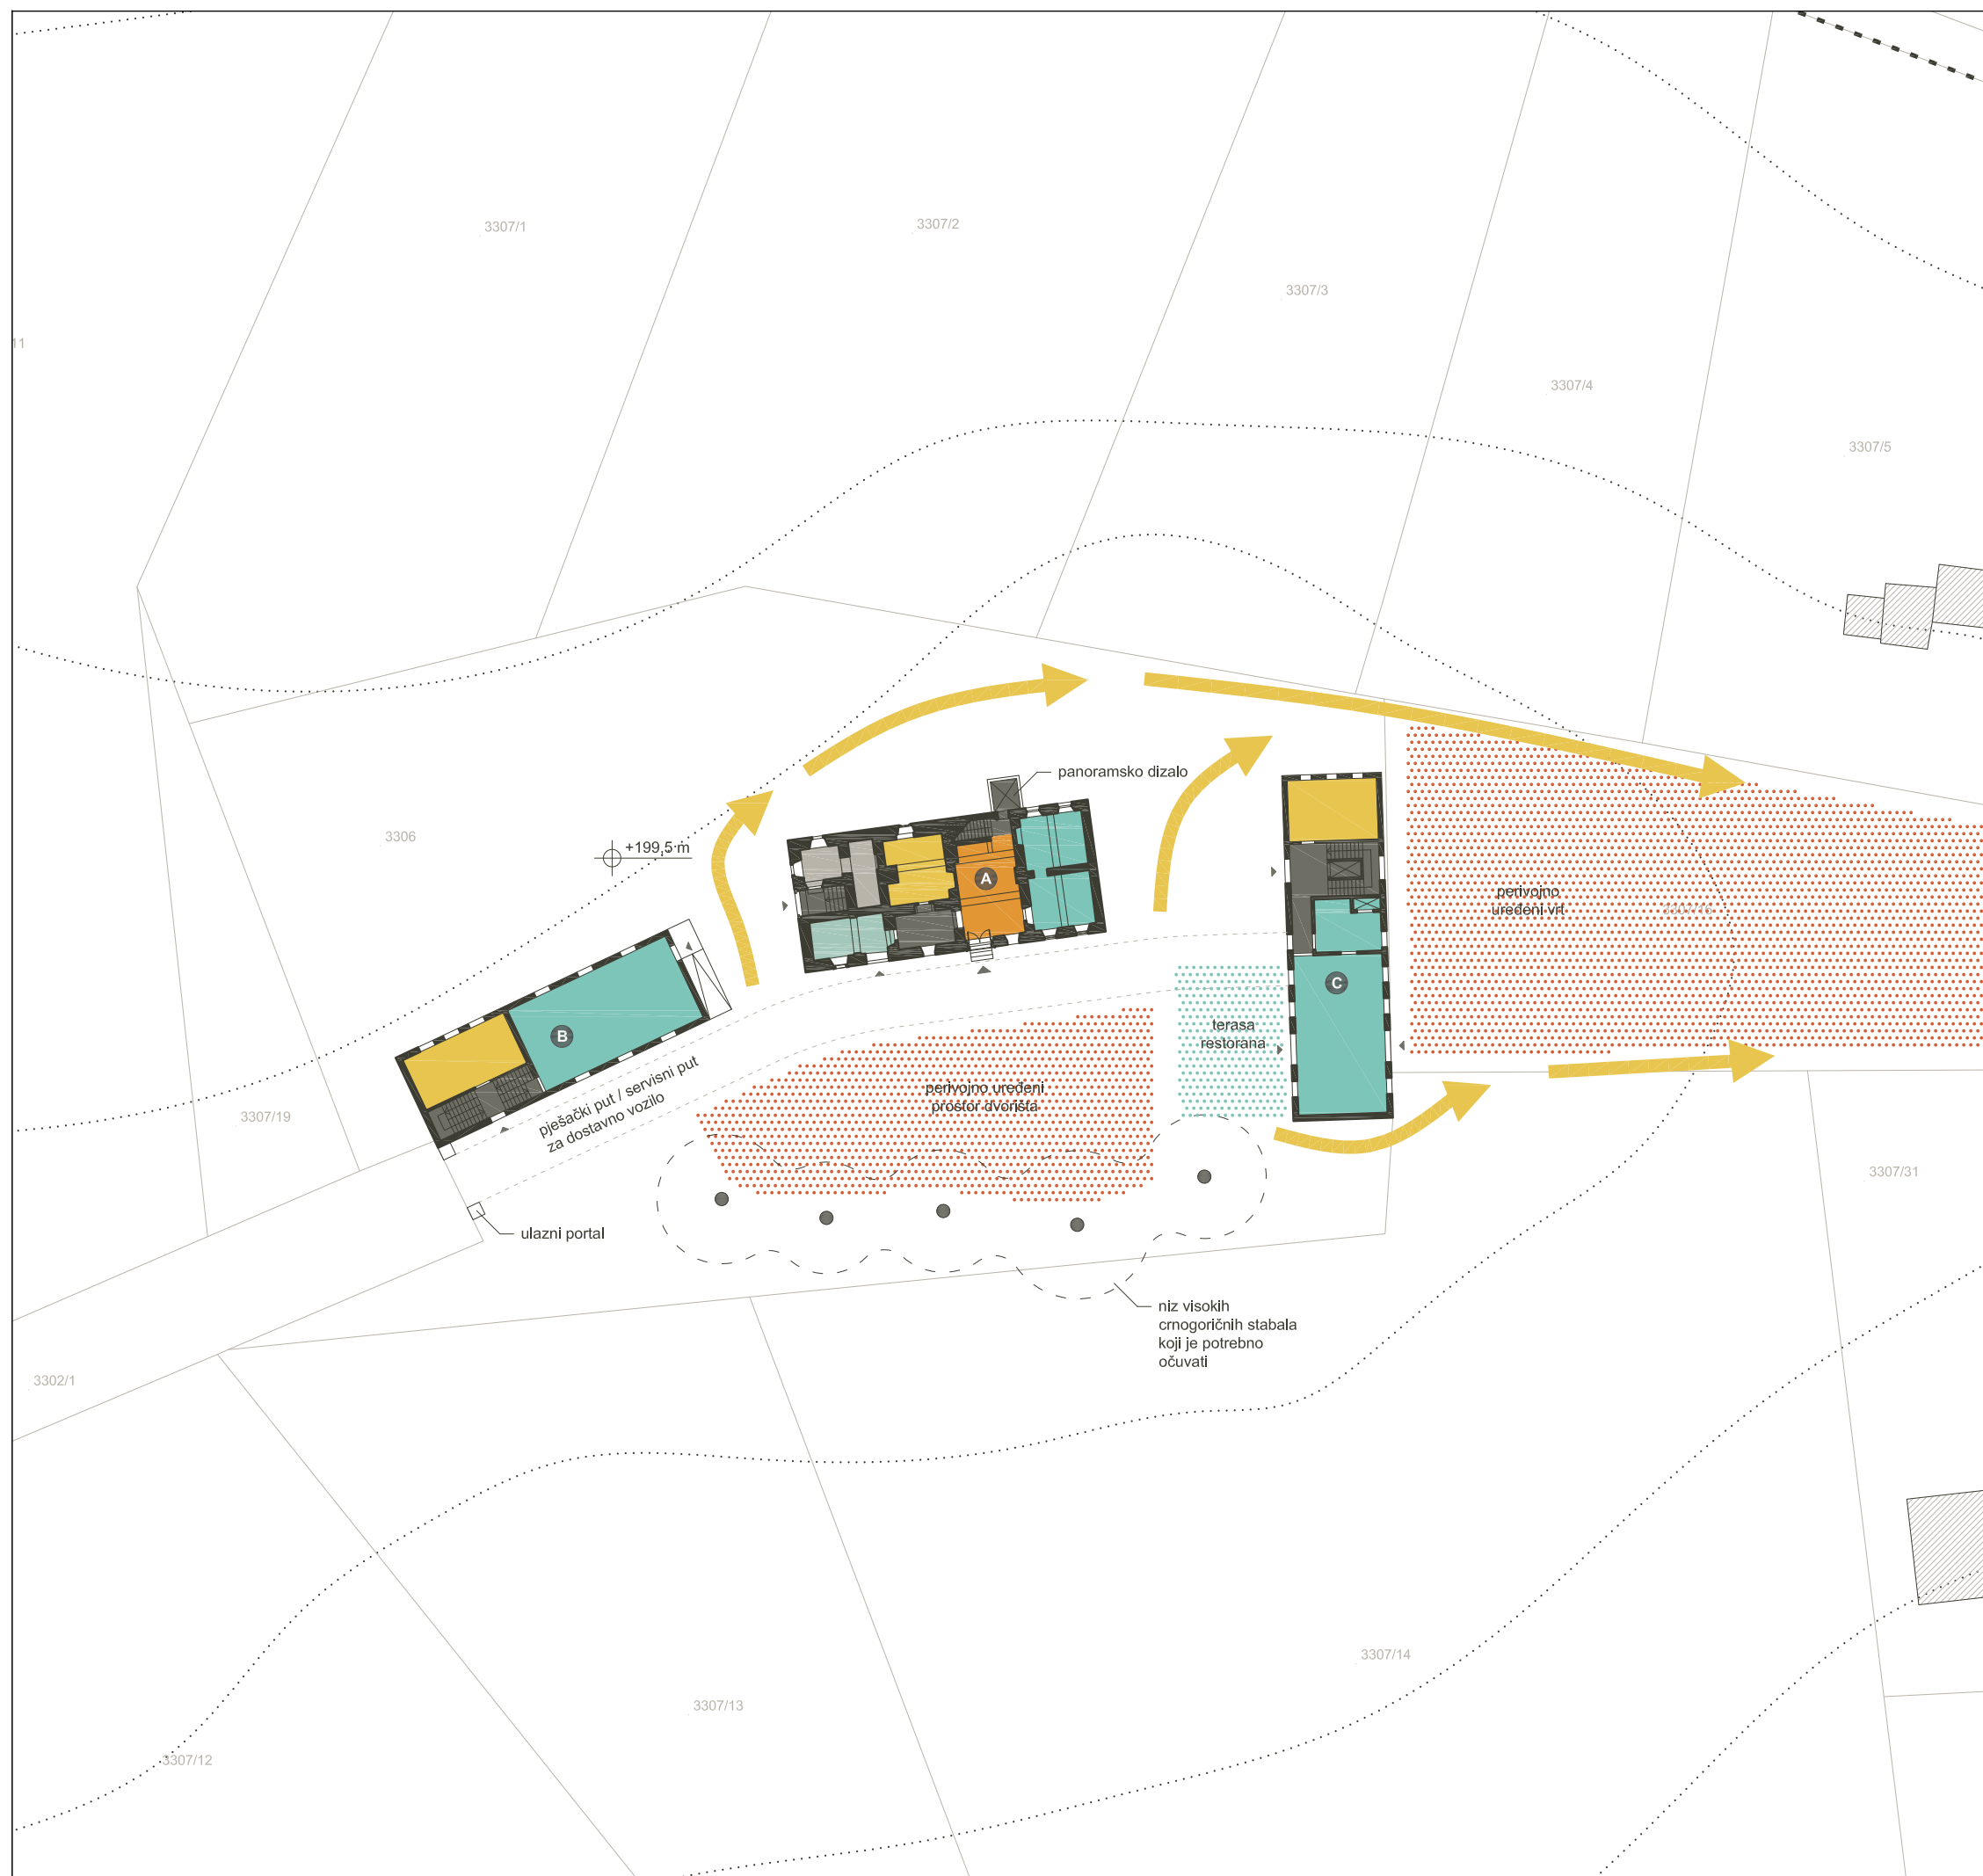 3307/1
3307/2
3307/3
11
3307/4
3307/5
panoramsko dizalo
3306
+199,5 m
A
perivojno
uređeni vrt
3307/16
C
B
terasa
restorana
perivojno uređeni
prostor dvorišta
pješački put / servisni put
za dostavno vozilo
3307/19
3307/31
ulazni portal
niz visokih
crnogoričnih stabala
koji je potrebno
očuvati
3302/1
3307/14
3307/13
3307/12